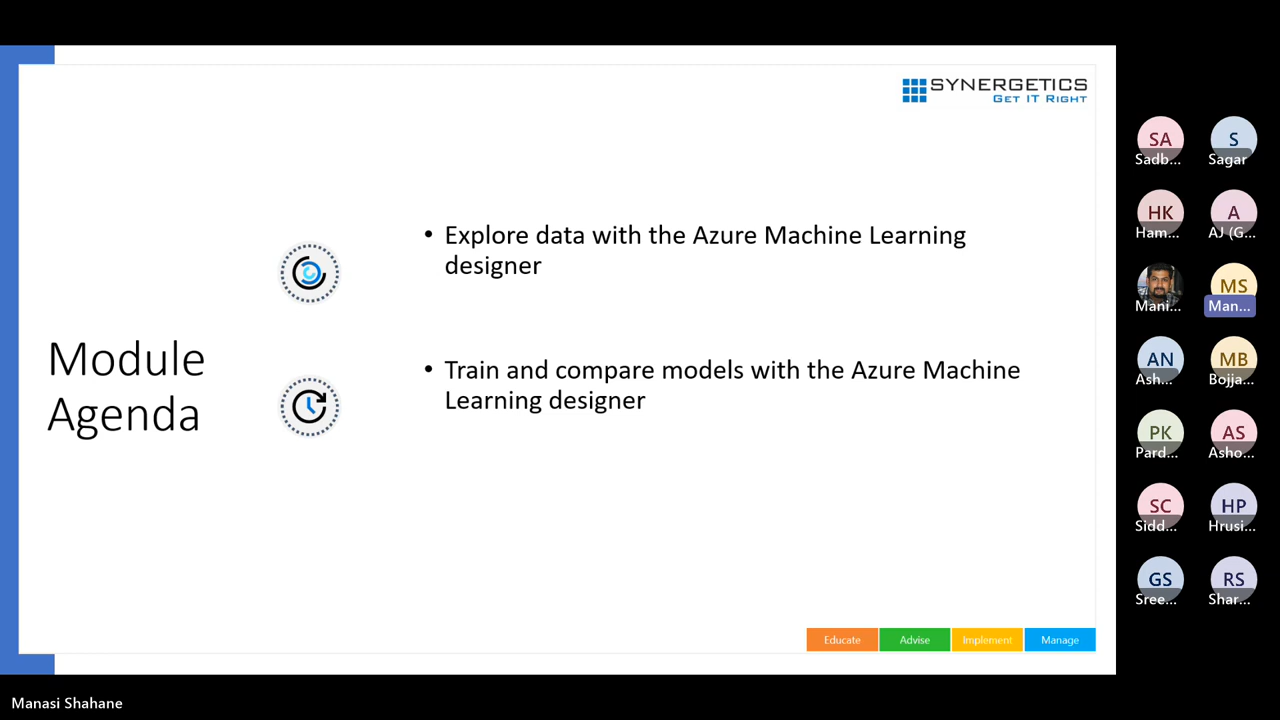 SYNERGETICS
GET IT RIGHT
Module
Agenda
• Explore data with the Azure Machine Learning
designer
• Train and compare models with the Azure Machine
Learning designer
Educate
Advise
Implement
Manage
SA
Sadb...
S
Sagar
HK
Ham...
A
AJ (G...
Mani...
MS
Man...
AN
Ash...
MB
Bojja...
PK
Pard...
AS
Asho...
SC
Sidd...
HP
Hrusi...
GS
Sree...
RS
Shar...
Manasi Shahane